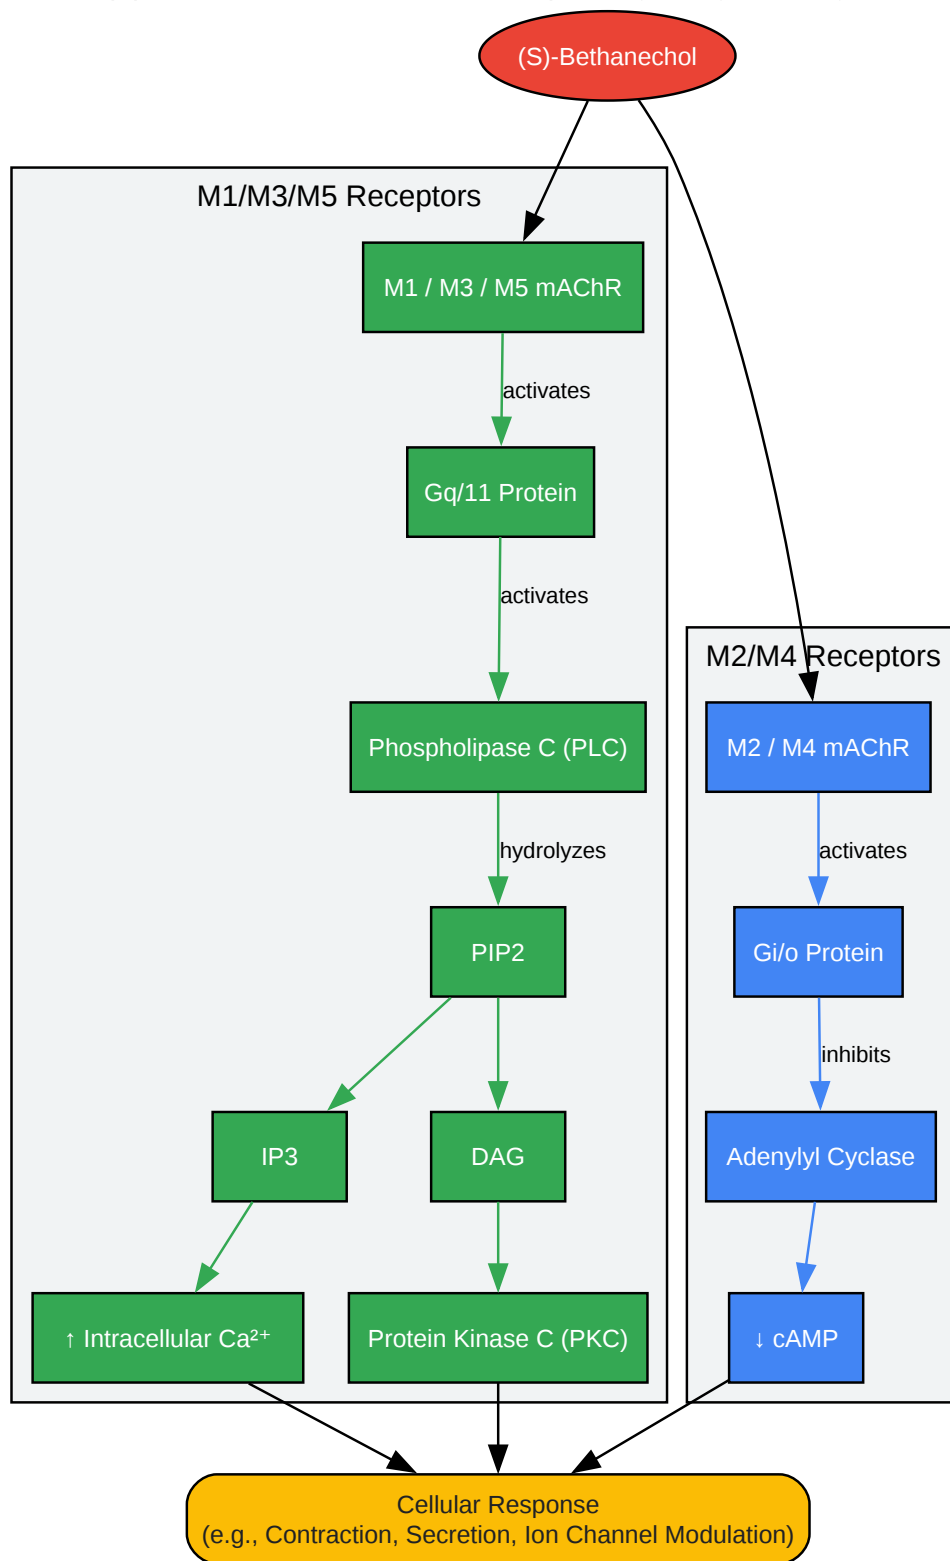 (S)-Bethanechol
M1/M3/M5 Receptors
M1 / M3 / M5 mAChR
activates
Gq/11 Protein
activates
Phospholipase C (PLC)
hydrolyzes
PIP2
IP3
DAG
↑ Intracellular Ca²⁺
Protein Kinase C (PKC)
M2/M4 Receptors
M2 / M4 mAChR
activates
Gi/o Protein
inhibits
Adenylyl Cyclase
↓ cAMP
Cellular Response
(e.g., Contraction, Secretion, Ion Channel Modulation)